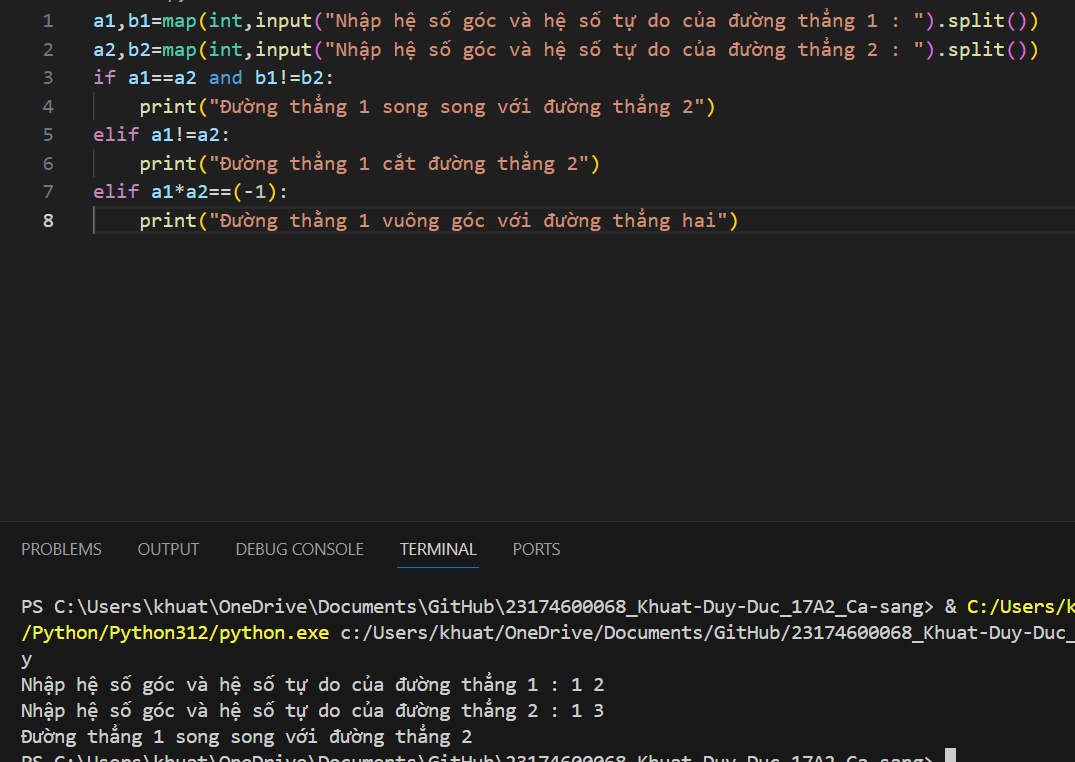 1 a1,b1=map(int,input("Nhập hệ số góc và hệ số tự do của đường thẳng 1 : ").split())
2 a2,b2=map(int,input("Nhập hệ số góc và hệ số tự do của đường thẳng 2 : ").split())
3 if a1==a2 and b1!=b2:
4     print("Đường thẳng 1 song song với đường thẳng 2")
5 elif a1!=a2:
6     print("Đường thẳng 1 cắt đường thẳng 2")
7 elif a1*a2==(-1):
8     print("Đường thằng 1 vuông góc với đường thẳng hai")
PROBLEMS OUTPUT DEBUG CONSOLE TERMINAL PORTS
PS C:\Users\khuat\OneDrive\Documents\GitHub\23174600068_Khuat-Duy-Duc_17A2_Ca-sang> & C:/Users/k
/Python/Python312/python.exe c:/Users/khuat/OneDrive/Documents/GitHub/23174600068_Khuat-Duy-Duc_
y
Nhập hệ số góc và hệ số tự do của đường thẳng 1 : 1 2
Nhập hệ số góc và hệ số tự do của đường thẳng 2 : 1 3
Đường thẳng 1 song song với đường thẳng 2
PS C:\Users\khuat\OneDrive\Documents\GitHub\23174600068_Khuat-Duy-Duc_17A2_Ca-sang>